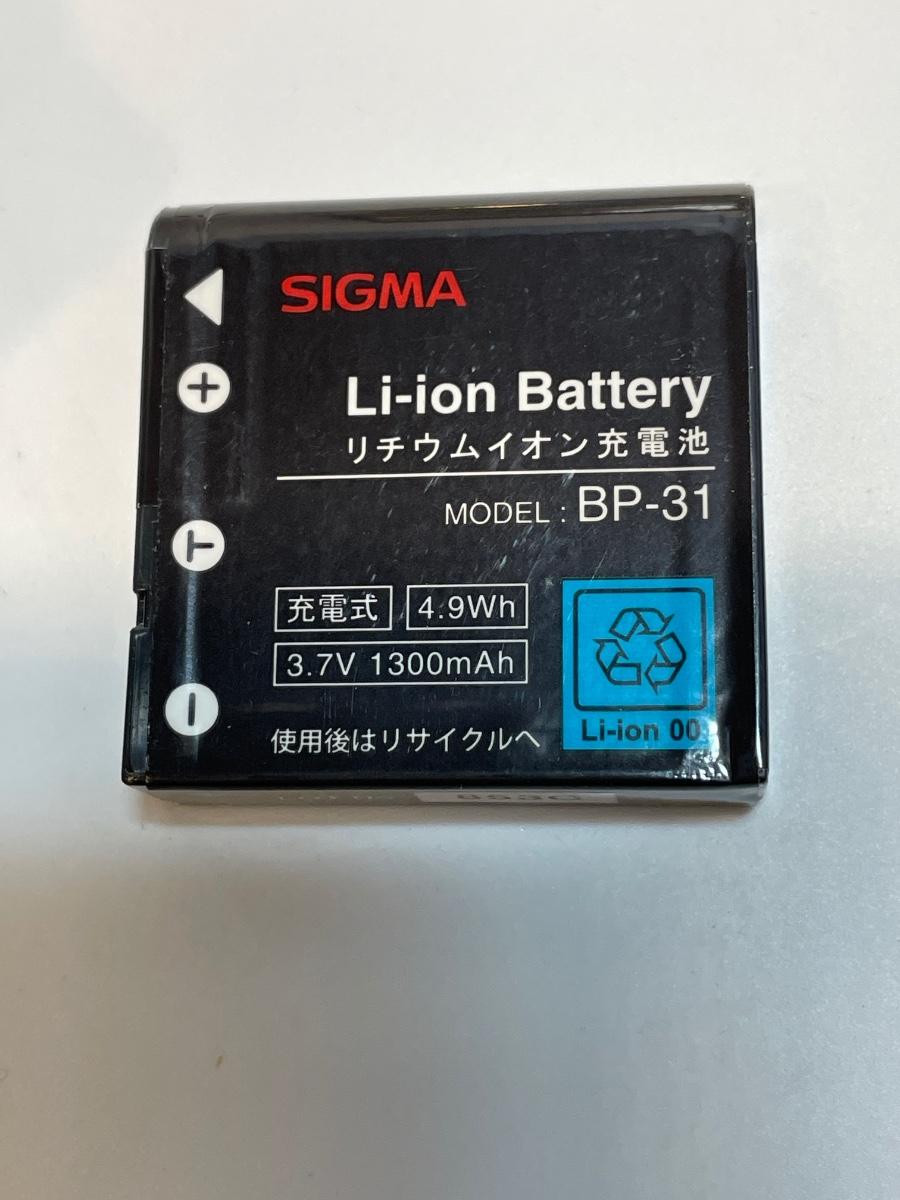 SIGMA
Li-ion Battery
リチウムイオン充電池
MODEL : BP-31
+
T
−
充電式 4.9Wh
3.7V 1300mAh
使用後はリサイクルへ
Li-ion 00